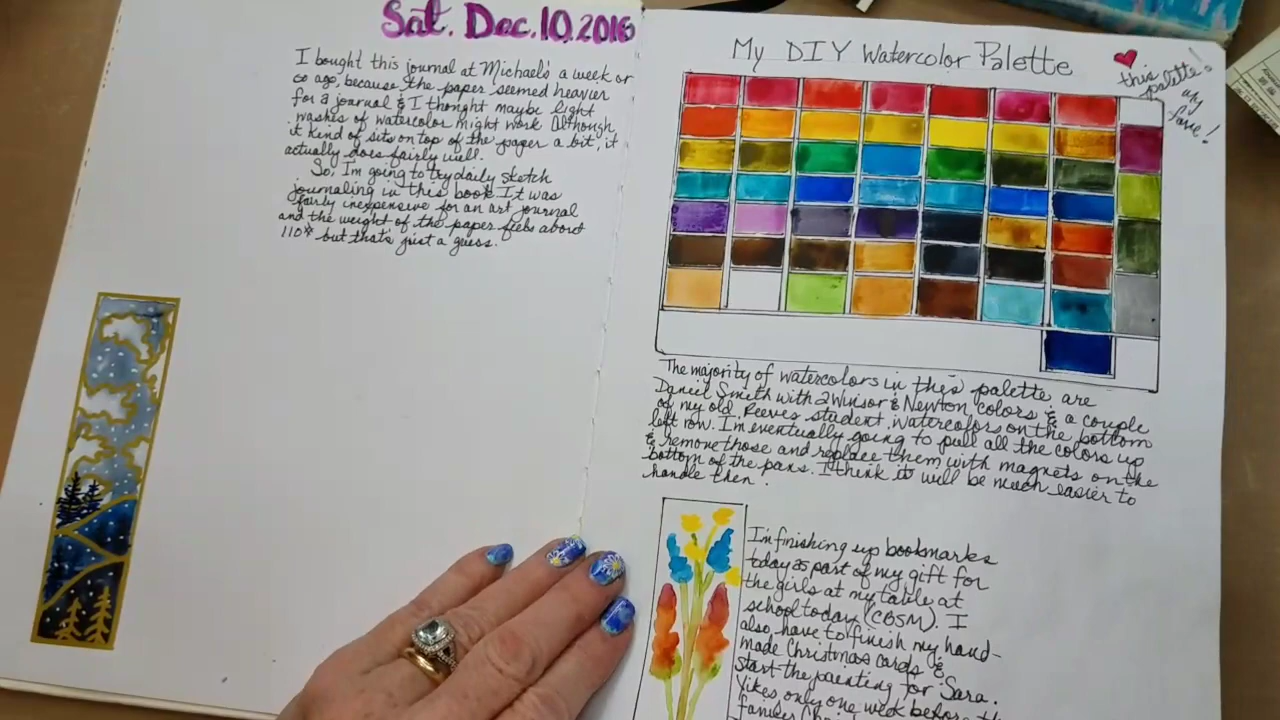 Sat. Dec. 10. 2016
I bought this journal at Michael's a week or
so ago, because the paper seemed heavier
for a journal & I thought maybe light
washes of watercolor might work. Although
it kind of sits on top of the paper a bit, it
actually does fairly well.
So, I'm going to try daily sketch
journaling in this book. It was
fairly inexpensive for an art journal
and the weight of the paper feels about
110# but that's just a guess.
My DIY Watercolor Palette
this
palette
my
fave!
The majority of watercolors in this palette are
Daniel Smith with 2 Winsor & Newton colors & a couple
of my old Reeves student watercolors on the bottom
left row. I'm eventually going to pull all the colors up
& remove those and replace them with magnets on the
bottom of the pans. I think it will be much easier to
handle then.
I'm finishing up bookmarks
today as part of my gift for
the girls at my table at
school today (CBSM). I
also have to finish my hand-
made Christmas cards &
start the painting for Sara.
Yikes only one week before the